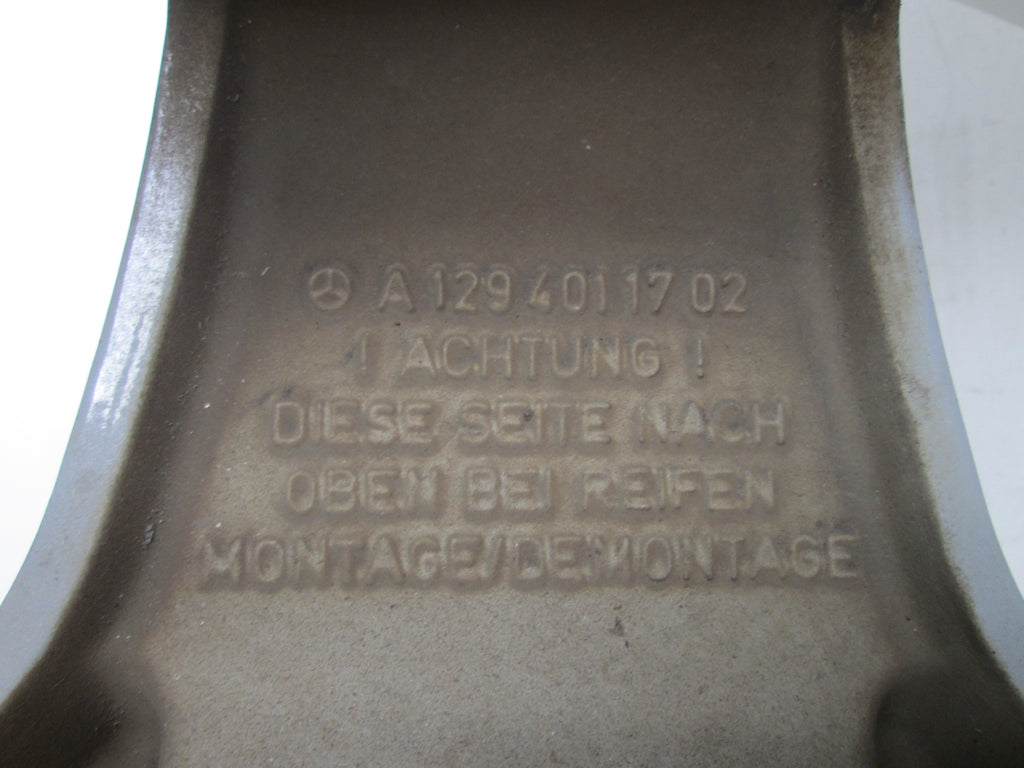 A 129 401 17 02
! ACHTUNG !
DIESE SEITE NACH
OBEN BEI REIFEN
MONTAGE/DEMONTAGE